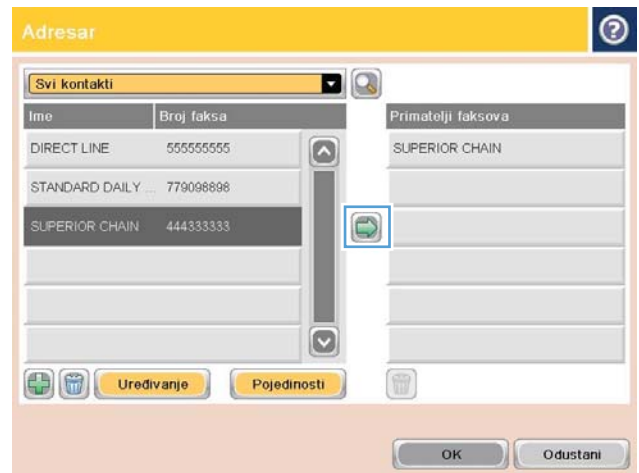 Adresar
Svi kontakti
Ime Broj faksa
DIRECT LINE 555555555
STANDARD DAILY ... 779098898
SUPERIOR CHAIN 444333333
Primatelji faksova
SUPERIOR CHAIN
Uređivanje Pojedinosti
OK Odustani